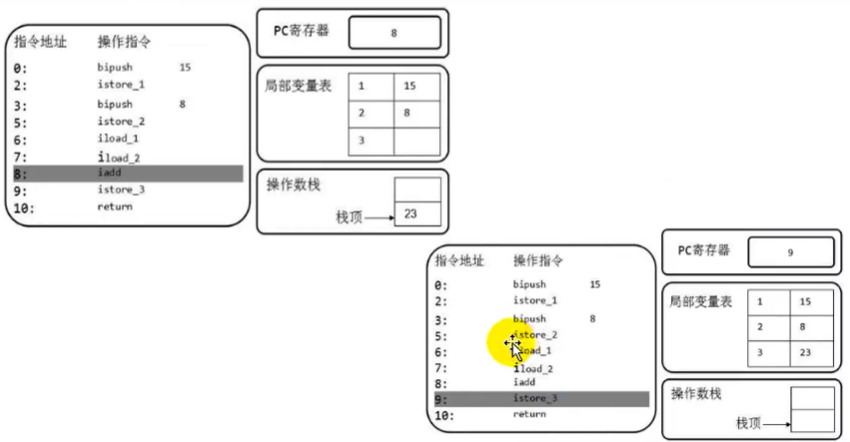 指令地址 操作指令
0: bipush 15
2: istore_1
3: bipush 8
5: istore_2
6: iload_1
7: iload_2
8: iadd
9: istore_3
10: return
PC寄存器 8
局部变量表 1 15
2 8
3
操作数栈
栈顶 23
指令地址 操作指令
0: bipush 15
2: istore_1
3: bipush 8
5: istore_2
6: iload_1
7: iload_2
8: iadd
9: istore_3
10: return
PC寄存器 9
局部变量表 1 15
2 8
3 23
操作数栈
栈顶